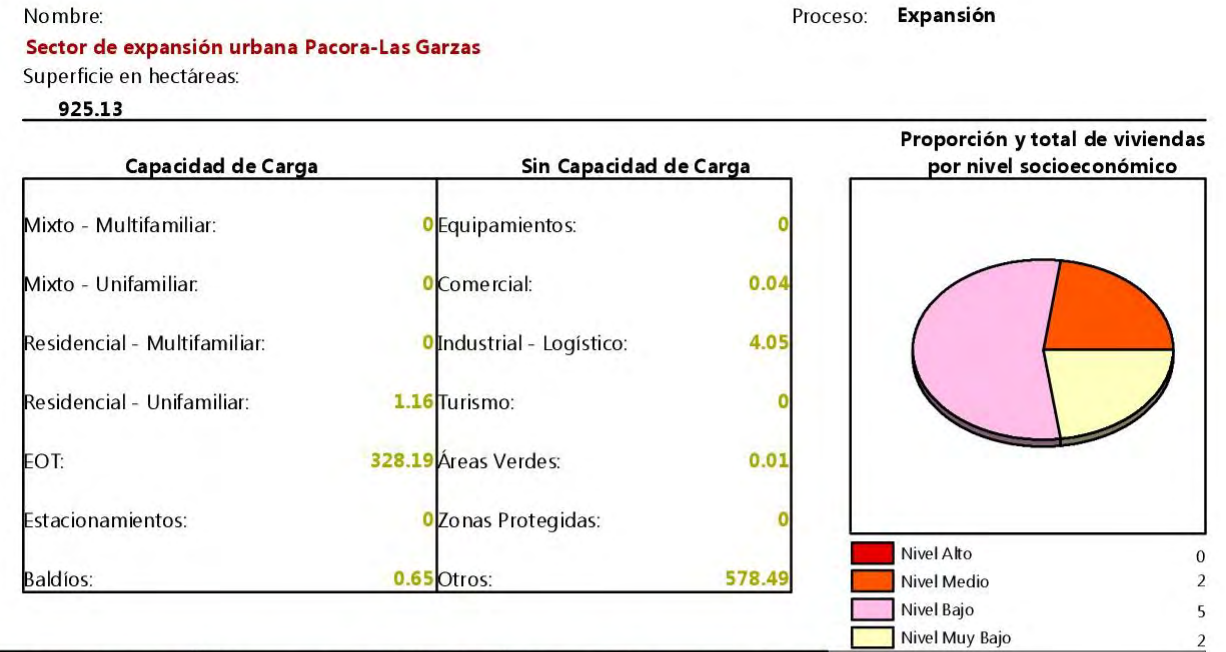 Nombre:
Proceso: Expansión
Sector de expansión urbana Pacora-Las Garzas
Superficie en hectáreas:
925.13
Capacidad de Carga
Sin Capacidad de Carga
Proporción y total de viviendas
por nivel socioeconómico
Mixto - Multifamiliar: 0 Equipamientos: 0
Mixto - Unifamiliar: 0 Comercial: 0.04
Residencial - Multifamiliar: 0 Industrial - Logístico: 4.05
Residencial - Unifamiliar: 1.16 Turismo: 0
EOT: 328.19 Áreas Verdes: 0.01
Estacionamientos: 0 Zonas Protegidas: 0
Baldíos: 0.65 Otros: 578.49
Nivel Alto 0
Nivel Medio 2
Nivel Bajo 5
Nivel Muy Bajo 2